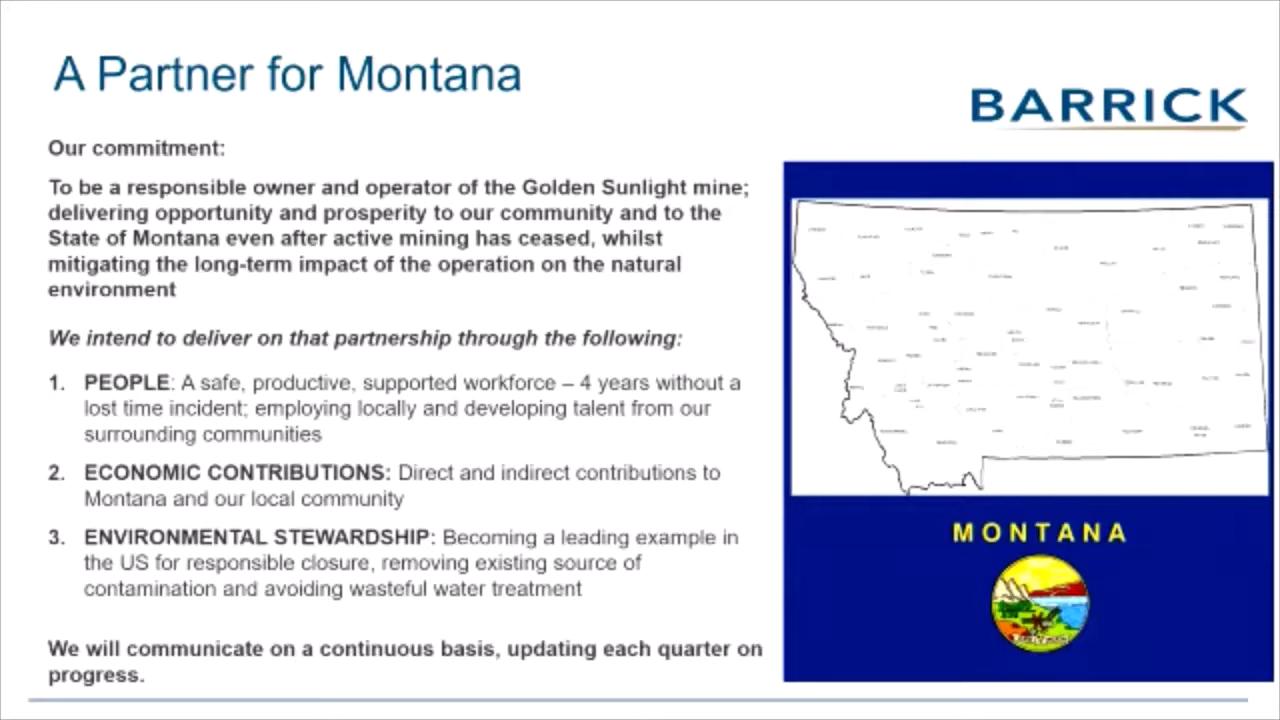 A Partner for Montana
BARRICK
Our commitment:
To be a responsible owner and operator of the Golden Sunlight mine;
delivering opportunity and prosperity to our community and to the
State of Montana even after active mining has ceased, whilst
mitigating the long-term impact of the operation on the natural
environment
We intend to deliver on that partnership through the following:
1. PEOPLE: A safe, productive, supported workforce – 4 years without a
lost time incident; employing locally and developing talent from our
surrounding communities
2. ECONOMIC CONTRIBUTIONS: Direct and indirect contributions to
Montana and our local community
3. ENVIRONMENTAL STEWARDSHIP: Becoming a leading example in
the US for responsible closure, removing existing source of
contamination and avoiding wasteful water treatment
We will communicate on a continuous basis, updating each quarter on
progress.
MONTANA